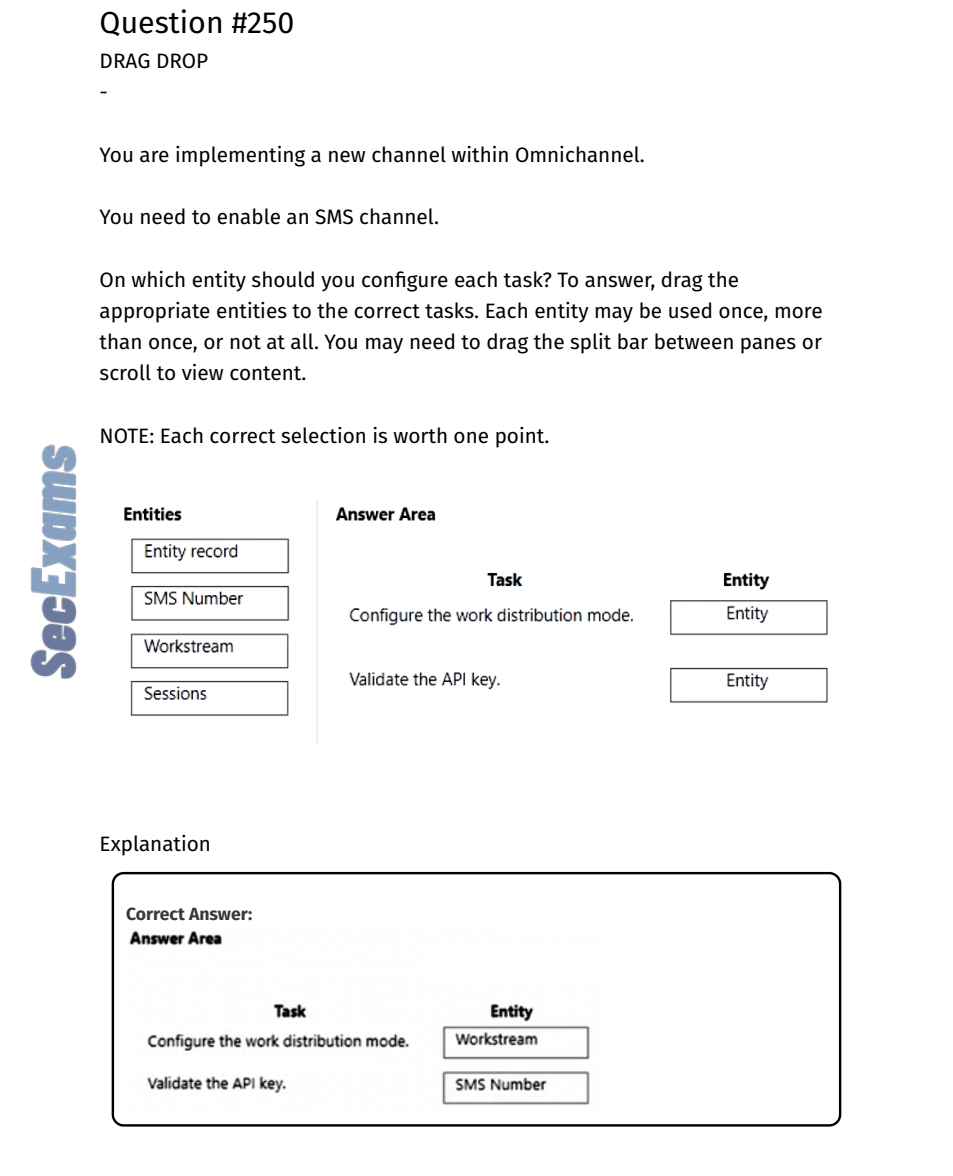 Question #250
DRAG DROP
-
You are implementing a new channel within Omnichannel.
You need to enable an SMS channel.
On which entity should you configure each task? To answer, drag the
appropriate entities to the correct tasks. Each entity may be used once, more
than once, or not at all. You may need to drag the split bar between panes or
scroll to view content.
NOTE: Each correct selection is worth one point.
SecExams
Entities
Entity record
SMS Number
Workstream
Sessions
Answer Area
Task Entity
Configure the work distribution mode. Entity
Validate the API key. Entity
Explanation
Correct Answer:
Answer Area
Task Entity
Configure the work distribution mode. Workstream
Validate the API key. SMS Number